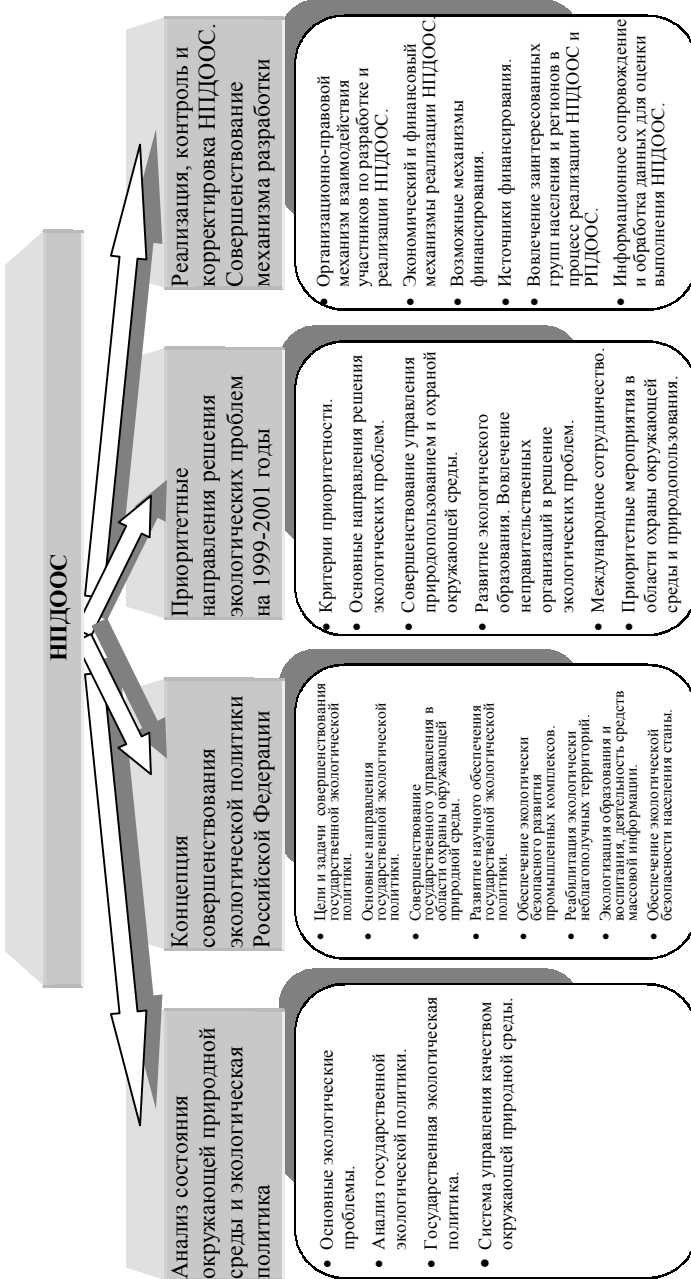 НПДООС
Анализ состояния
окружающей природной
среды и экологическая
политика
• Основные экологические
проблемы.
• Анализ государственной
экологической политики.
• Государственная экологическая
политика.
• Система управления качеством
окружающей природной среды.
Концепция
совершенствования
экологической политики
Российской Федерации
• Цели и задачи совершенствования
государственной экологической
политики.
• Основные направления
государственной экологической
политики.
• Совершенствование
государственного управления в
области охраны окружающей
природной среды.
• Развитие научного обеспечения
государственной экологической
политики.
• Обеспечение экологически
безопасного развития
промышленных комплексов.
• Реабилитация экологически
неблагополучных территорий.
• Экологизация образования и
воспитания, деятельность средств
массовой информации.
• Обеспечение экологической
безопасности населения станы.
Приоритетные
направления решения
экологических проблем
на 1999-2001 годы
• Критерии приоритетности.
• Основные направления решения
экологических проблем.
• Совершенствование управления
природопользованием и охраной
окружающей среды.
• Развитие экологического
образования. Вовлечение
неправительственных
организаций в решение
экологических проблем.
• Международное сотрудничество.
• Приоритетные мероприятия в
области охраны окружающей
среды и природопользования.
Реализация, контроль и
корректировка НПДООС.
Совершенствование
механизма разработки
• Организационно-правовой
механизм взаимодействия
участников по разработке и
реализации НПДООС.
• Экономический и финансовый
механизмы реализации НПДООС.
• Возможные механизмы
финансирования.
• Источники финансирования.
• Вовлечение заинтересованных
групп населения и регионов в
процесс реализации НПДООС и
РПДООС.
• Информационное сопровождение
и обработка данных для оценки
выполнения НПДООС.